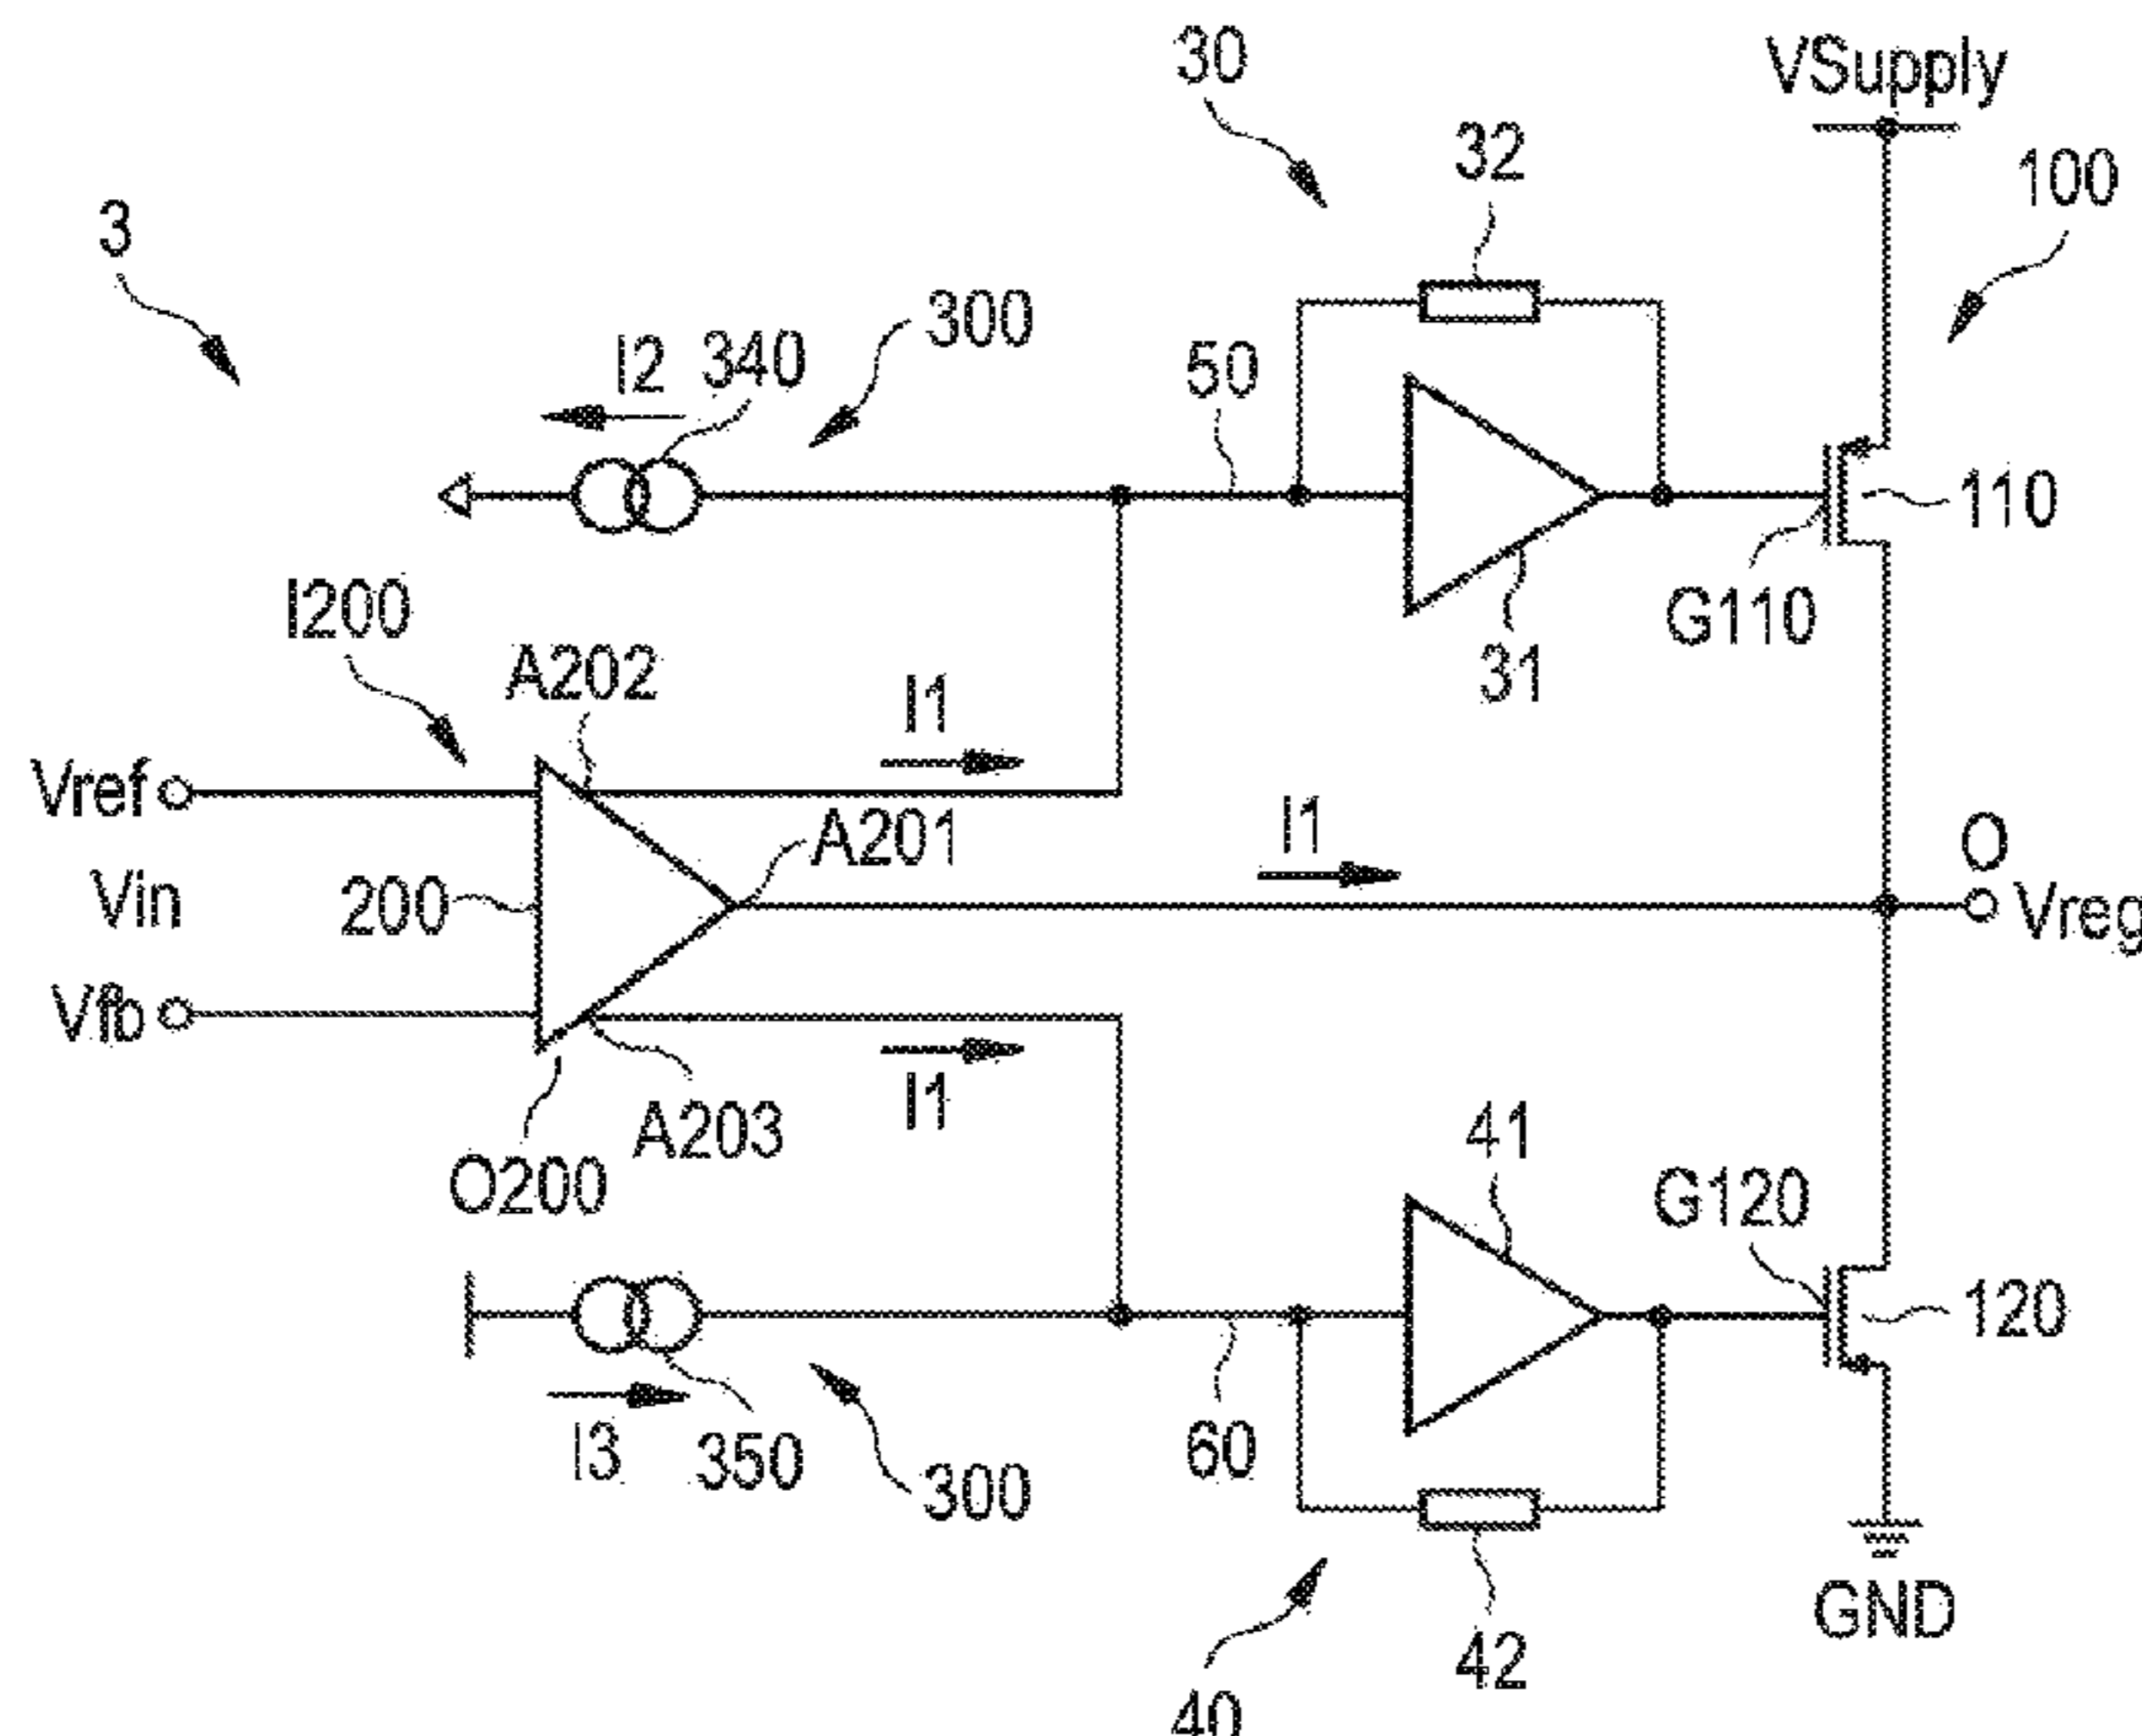 30
VSupply
32
100
3
300
I2
340
50
110
G110
I200
A202
31
I1
Vref
A201
I1
O
Vin
200
Vreg
Vfb
I1
A203
41
O200
G120
120
I3
350
60
300
GND
42
40